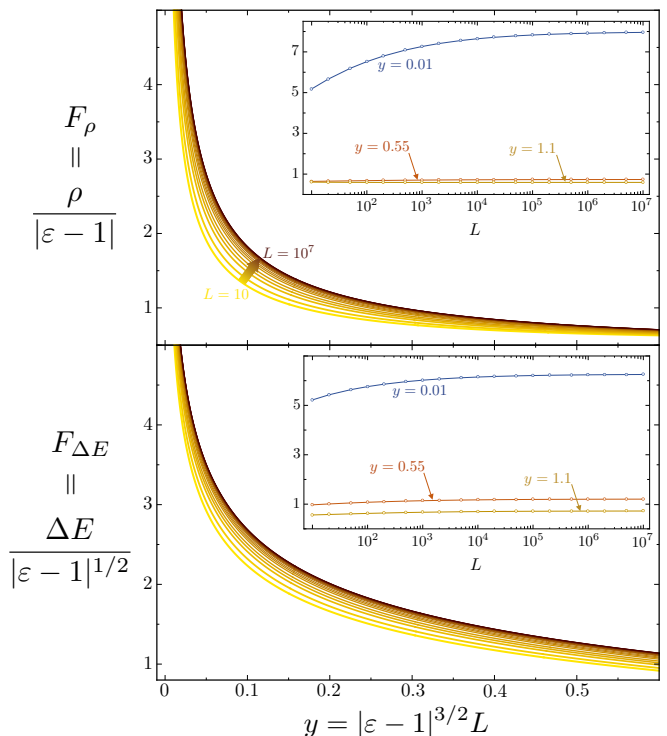 F_ρ
=
ρ
|ε − 1|
4
3
2
1
L = 10^7
L = 10
7
5
3
1
y = 0.01
y = 0.55
y = 1.1
10^2 10^3 10^4 10^5 10^6 10^7
L
F_ΔE
=
ΔE
|ε − 1|^{1/2}
4
3
2
1
5
3
1
y = 0.01
y = 0.55
y = 1.1
10^2 10^3 10^4 10^5 10^6 10^7
L
0 0.1 0.2 0.3 0.4 0.5
y = |ε − 1|^{3/2}L